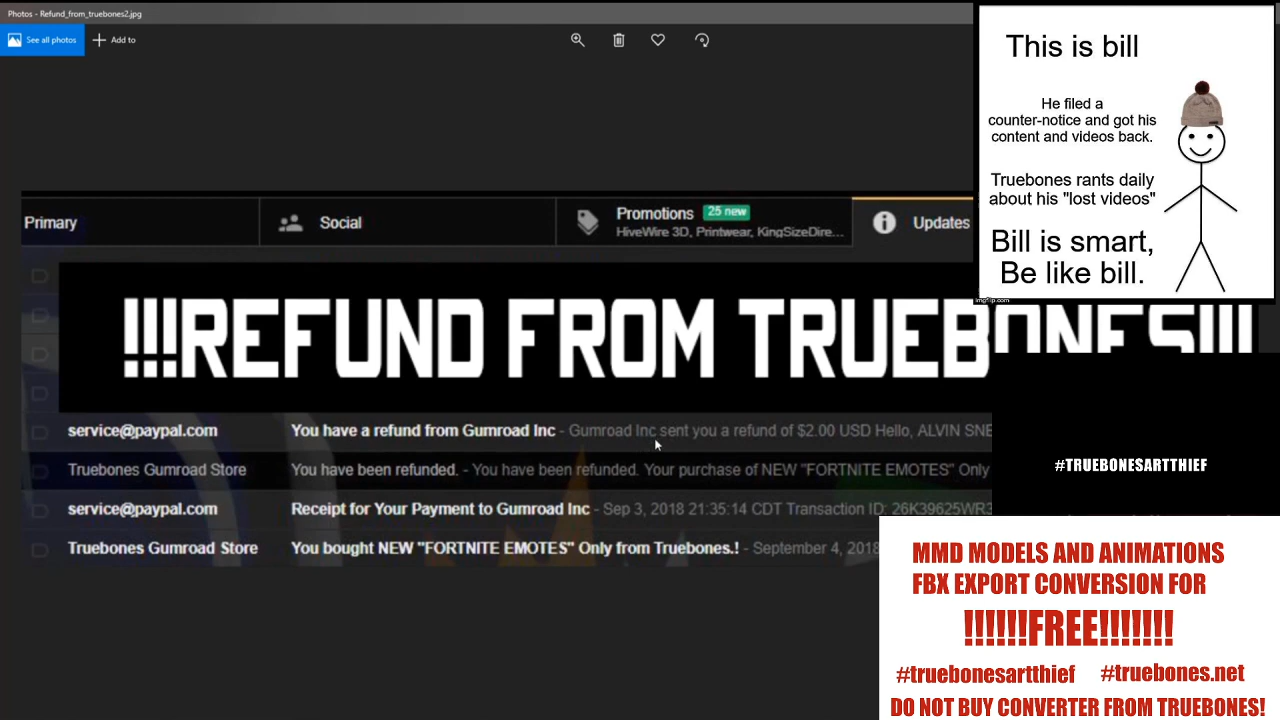 Photos - Refund_from_truebones2.jpg
See all photos
Add to
This is bill
He filed a
counter-notice and got his
content and videos back.
Truebones rants daily
about his "lost videos"
Bill is smart,
Be like bill.
imgflip.com
Primary
Social
Promotions
25 new
HiveWire 3D, Printwear, KingSizeDire...
Updates
!!!REFUND FROM TRUEBONES!!!
service@paypal.com You have a refund from Gumroad Inc - Gumroad Inc sent you a refund of $2.00 USD Hello, ALVIN SNE
Truebones Gumroad Store You have been refunded. - You have been refunded. Your purchase of NEW "FORTNITE EMOTES" Only
service@paypal.com Receipt for Your Payment to Gumroad Inc - Sep 3, 2018 21:35:14 CDT Transaction ID: 26K39625WR3
Truebones Gumroad Store You bought NEW "FORTNITE EMOTES" Only from Truebones.! - September 4, 2018
#TRUEBONESARTTHIEF
MMD MODELS AND ANIMATIONS
FBX EXPORT CONVERSION FOR
!!!!!!FREE!!!!!!!
#truebonesartthief #truebones.net
DO NOT BUY CONVERTER FROM TRUEBONES!